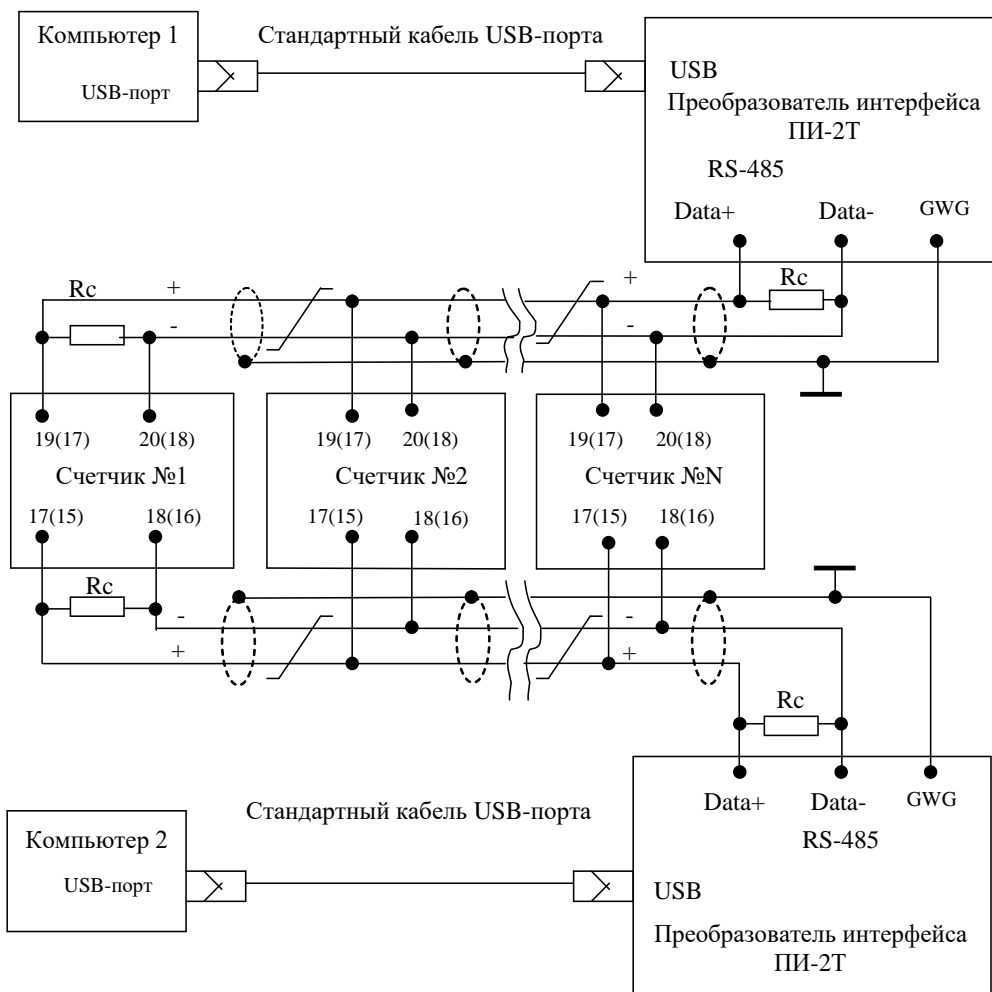 Компьютер 1
USB-порт
Стандартный кабель USB-порта
USB
Преобразователь интерфейса
ПИ-2Т
RS-485
Data+
Data-
GWG
Rc
+
-
+
-
Rc
19(17)
20(18)
Счетчик №1
17(15)
18(16)
19(17)
20(18)
Счетчик №2
17(15)
18(16)
19(17)
20(18)
Счетчик №N
17(15)
18(16)
Rc
-
+
-
+
Rc
Data+
Data-
GWG
RS-485
USB
Преобразователь интерфейса
ПИ-2Т
Стандартный кабель USB-порта
Компьютер 2
USB-порт